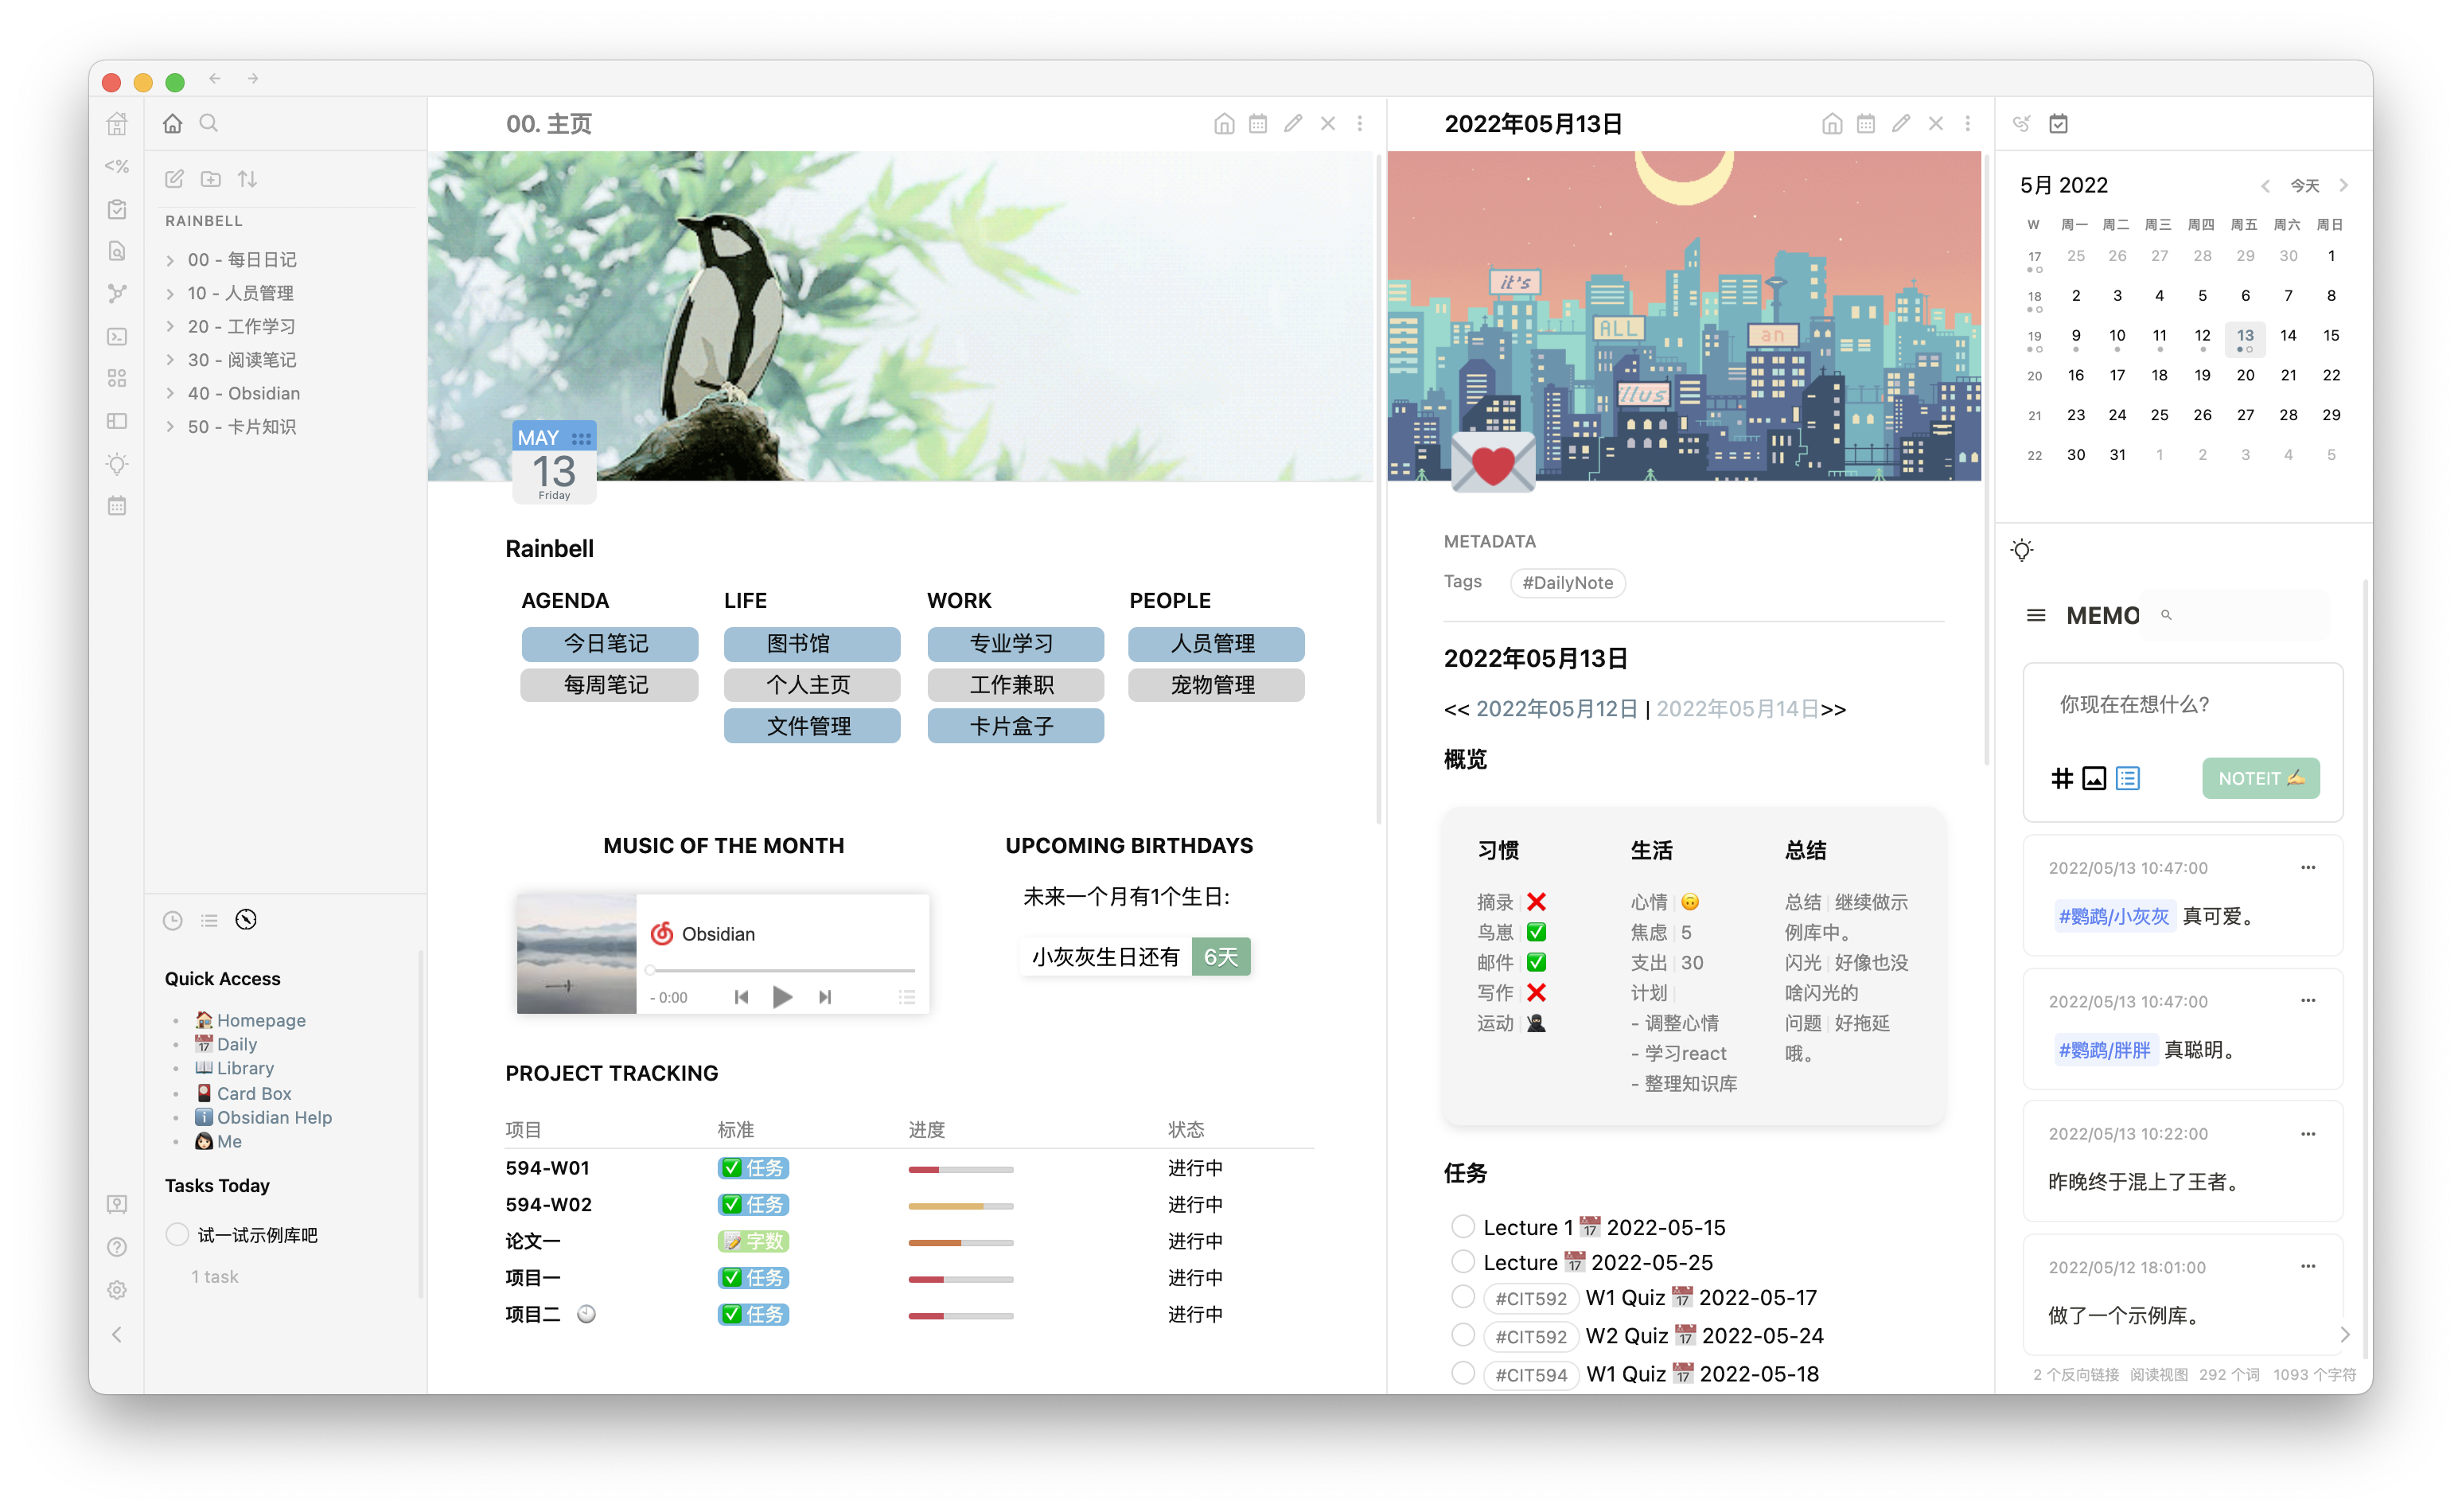 RAINBELL
00 - 每日日记
10 - 人员管理
20 - 工作学习
30 - 阅读笔记
40 - Obsidian
50 - 卡片知识
Quick Access
Homepage
Daily
Library
Card Box
Obsidian Help
Me
Tasks Today
试一试示例库吧
1 task
00. 主页
MAY
13
Friday
Rainbell
AGENDA LIFE WORK PEOPLE
今日笔记 图书馆 专业学习 人员管理
每周笔记 个人主页 工作兼职 宠物管理
文件管理 卡片盒子
MUSIC OF THE MONTH
Obsidian
- 0:00
UPCOMING BIRTHDAYS
未来一个月有1个生日:
小灰灰生日还有 6天
PROJECT TRACKING
项目 标准 进度 状态
594-W01 ✅ 任务 进行中
594-W02 ✅ 任务 进行中
论文一 📝 字数 进行中
项目一 ✅ 任务 进行中
项目二 ✅ 任务 进行中
2022年05月13日
it's
ALL
an
illus
METADATA
Tags #DailyNote
2022年05月13日
<< 2022年05月12日 | 2022年05月14日>>
概览
习惯
摘录 | ❌
鸟崽 | ✅
邮件 | ✅
写作 | ❌
运动 | 🥷
生活
心情 | 🙃
焦虑 | 5
支出 | 30
计划 |
- 调整心情
- 学习react
- 整理知识库
总结
总结 | 继续做示
例库中。
闪光 | 好像也没
啥闪光的
问题 | 好拖延
哦。
任务
Lecture 1 📅 2022-05-15
Lecture 📅 2022-05-25
#CIT592 W1 Quiz 📅 2022-05-17
#CIT592 W2 Quiz 📅 2022-05-24
#CIT594 W1 Quiz 📅 2022-05-18
5月 2022 今天
W 周一 周二 周三 周四 周五 周六 周日
17 25 26 27 28 29 30 1
18 2 3 4 5 6 7 8
19 9 10 11 12 13 14 15
20 16 17 18 19 20 21 22
21 23 24 25 26 27 28 29
22 30 31 1 2 3 4 5
MEMO
你现在在想什么?
NOTEIT ✍️
2022/05/13 10:47:00
#鹦鹉/小灰灰 真可爱。
2022/05/13 10:47:00
#鹦鹉/胖胖 真聪明。
2022/05/13 10:22:00
昨晚终于混上了王者。
2022/05/12 18:01:00
做了一个示例库。
2 个反向链接 阅读视图 292 个词 1093 个字符